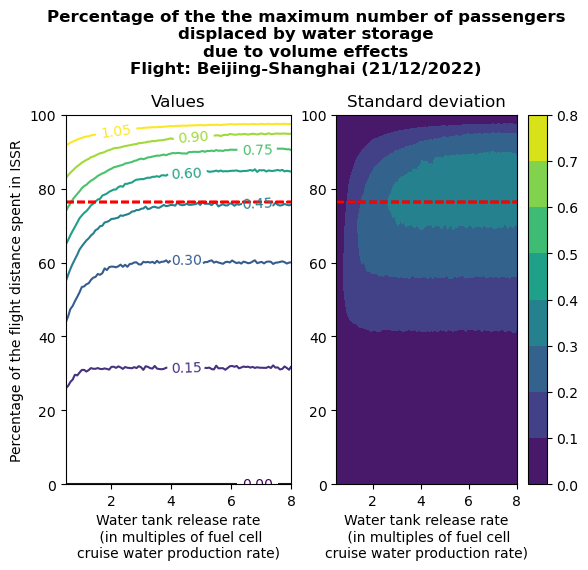 Percentage of the the maximum number of passengers
displaced by water storage
due to volume effects
Flight: Beijing-Shanghai (21/12/2022)
Values
Standard deviation
Percentage of the flight distance spent in ISSR
100
80
60
40
20
0
1.05
0.90
0.75
0.60
0.45
0.30
0.15
0.00
2 4 6 8
Water tank release rate
(in multiples of fuel cell
cruise water production rate)
100
80
60
40
20
0
2 4 6 8
Water tank release rate
(in multiples of fuel cell
cruise water production rate)
0.8
0.7
0.6
0.5
0.4
0.3
0.2
0.1
0.0